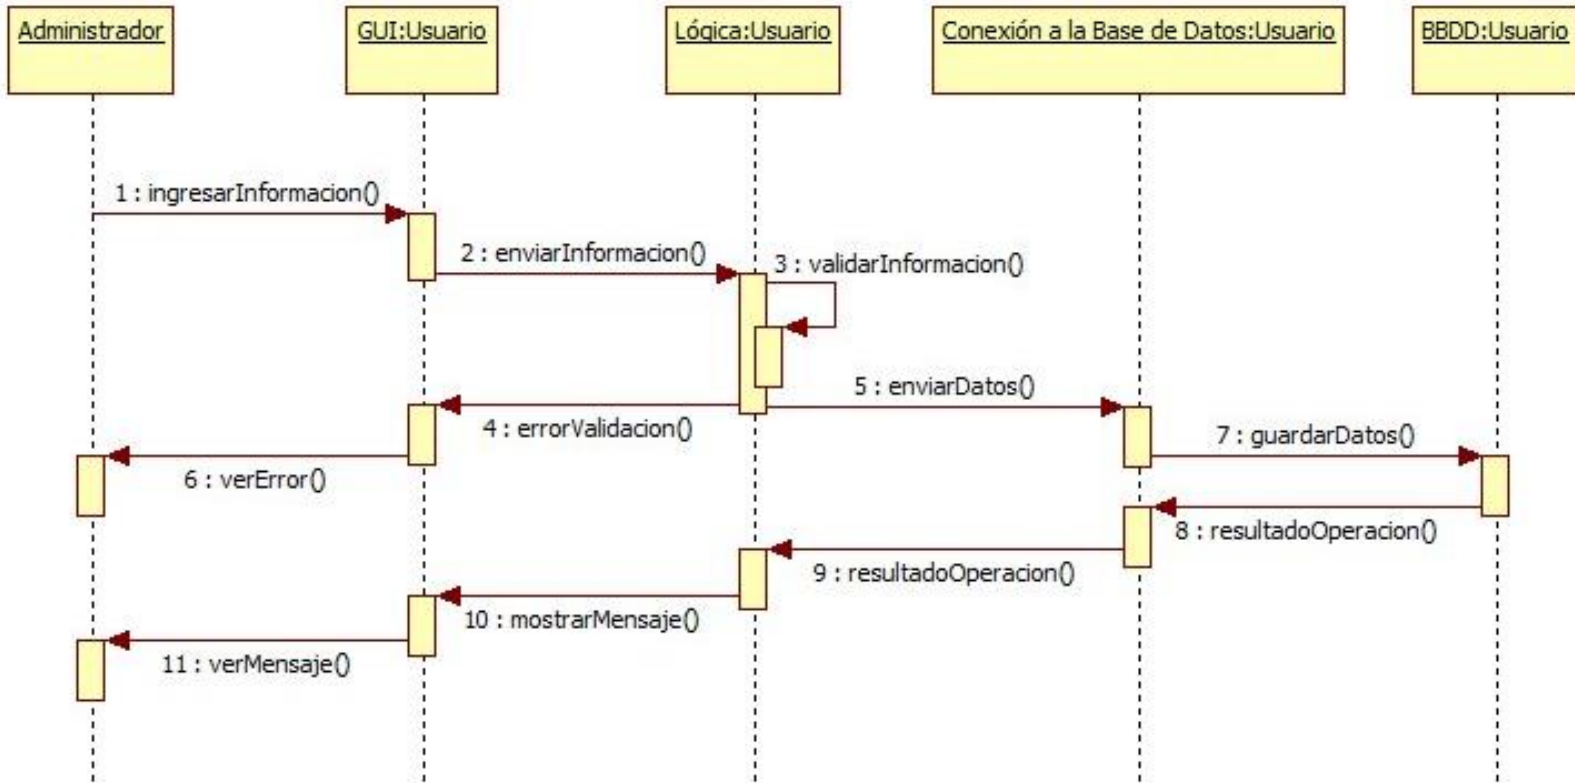 Administrador
GUI:Usuario
Lógica:Usuario
Conexión a la Base de Datos:Usuario
BBDD:Usuario
1 : ingresarInformacion()
2 : enviarInformacion()
3 : validarInformacion()
5 : enviarDatos()
4 : errorValidacion()
7 : guardarDatos()
6 : verError()
8 : resultadoOperacion()
9 : resultadoOperacion()
10 : mostrarMensaje()
11 : verMensaje()